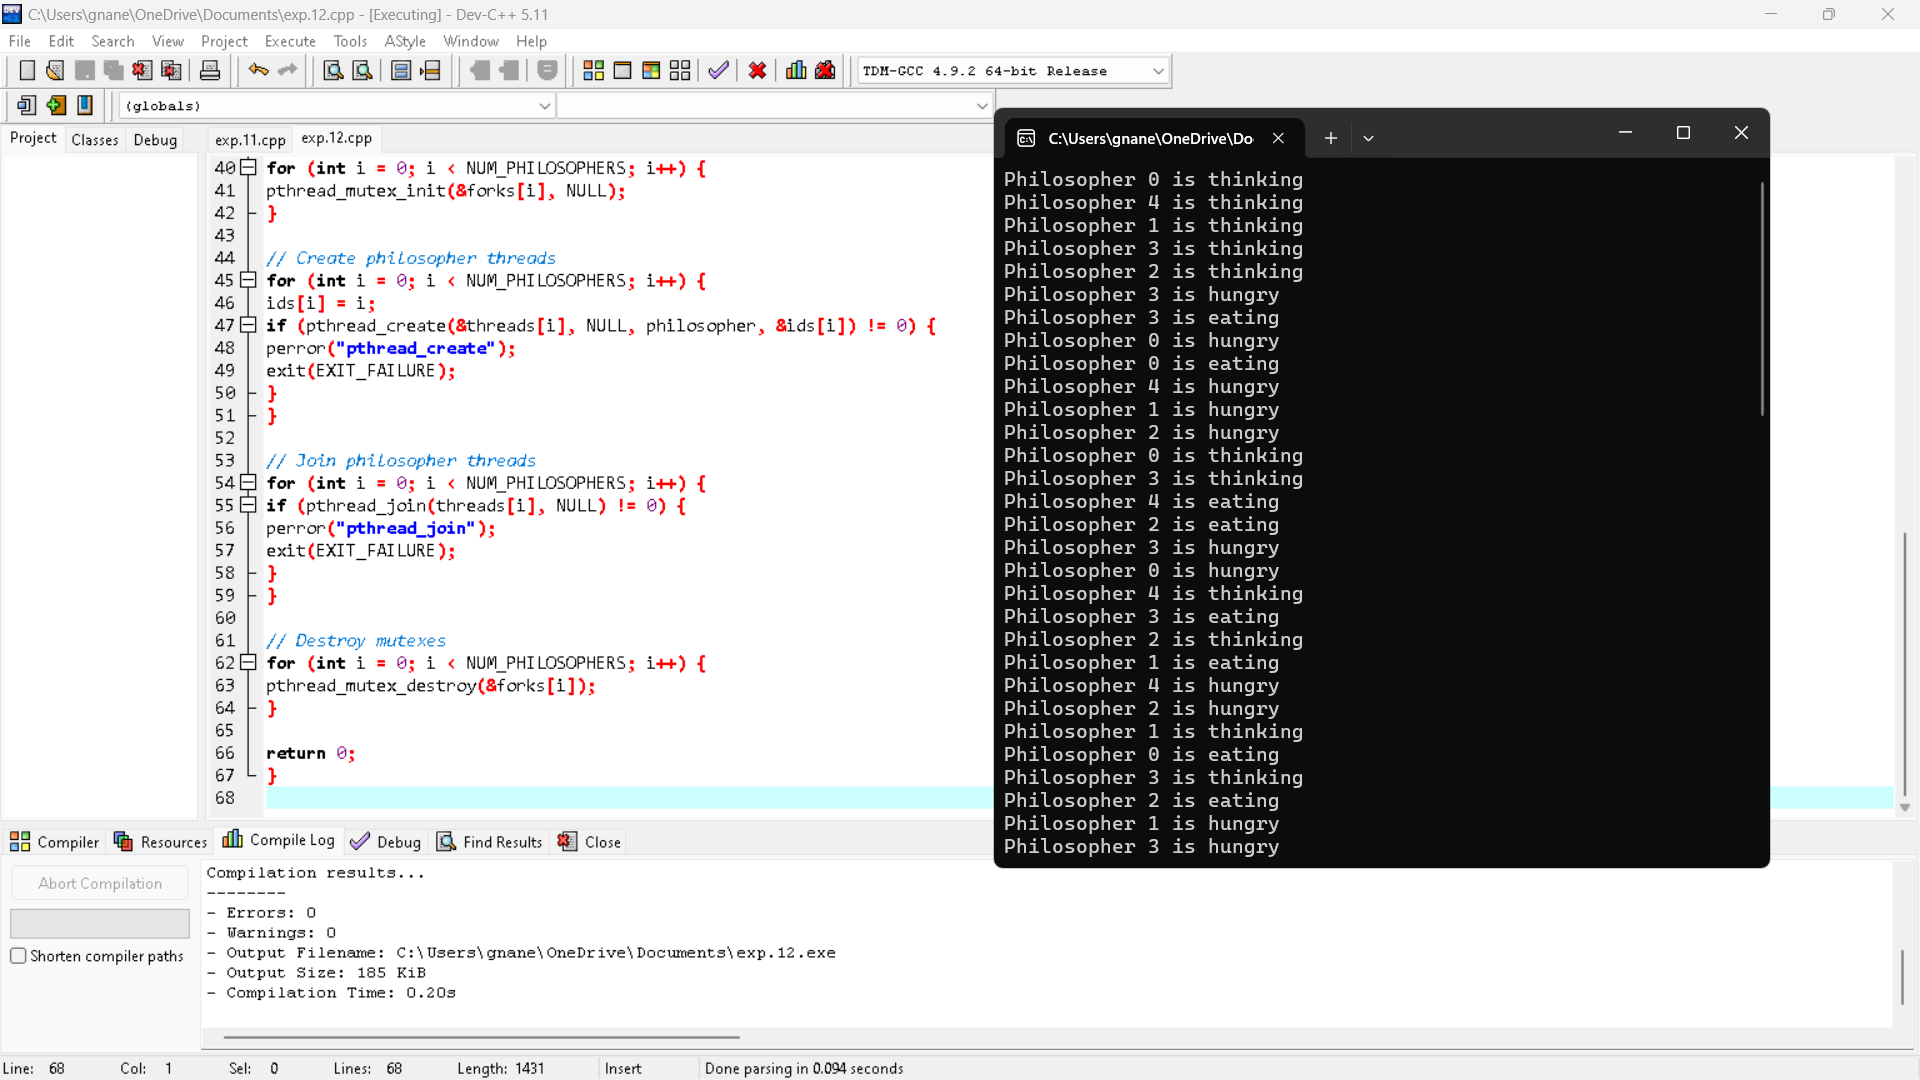 C:\Users\gnane\OneDrive\Documents\exp.12.cpp - [Executing] - Dev-C++ 5.11
File Edit Search View Project Execute Tools AStyle Window Help
TDM-GCC 4.9.2 64-bit Release
(globals)
Project Classes Debug
exp.11.cpp exp.12.cpp
40 for (int i = 0; i < NUM_PHILOSOPHERS; i++) {
41 pthread_mutex_init(&forks[i], NULL);
42 }
43
44 // Create philosopher threads
45 for (int i = 0; i < NUM_PHILOSOPHERS; i++) {
46 ids[i] = i;
47 if (pthread_create(&threads[i], NULL, philosopher, &ids[i]) != 0) {
48 perror("pthread_create");
49 exit(EXIT_FAILURE);
50 }
51 }
52
53 // Join philosopher threads
54 for (int i = 0; i < NUM_PHILOSOPHERS; i++) {
55 if (pthread_join(threads[i], NULL) != 0) {
56 perror("pthread_join");
57 exit(EXIT_FAILURE);
58 }
59 }
60
61 // Destroy mutexes
62 for (int i = 0; i < NUM_PHILOSOPHERS; i++) {
63 pthread_mutex_destroy(&forks[i]);
64 }
65
66 return 0;
67 }
68
C:\Users\gnane\OneDrive\Do
Philosopher 0 is thinking
Philosopher 4 is thinking
Philosopher 1 is thinking
Philosopher 3 is thinking
Philosopher 2 is thinking
Philosopher 3 is hungry
Philosopher 3 is eating
Philosopher 0 is hungry
Philosopher 0 is eating
Philosopher 4 is hungry
Philosopher 1 is hungry
Philosopher 2 is hungry
Philosopher 0 is thinking
Philosopher 3 is thinking
Philosopher 4 is eating
Philosopher 2 is eating
Philosopher 3 is hungry
Philosopher 0 is hungry
Philosopher 4 is thinking
Philosopher 3 is eating
Philosopher 2 is thinking
Philosopher 1 is eating
Philosopher 4 is hungry
Philosopher 2 is hungry
Philosopher 1 is thinking
Philosopher 0 is eating
Philosopher 3 is thinking
Philosopher 2 is eating
Philosopher 1 is hungry
Philosopher 3 is hungry
Compiler Resources Compile Log Debug Find Results Close
Abort Compilation
Shorten compiler paths
Compilation results...
--------
- Errors: 0
- Warnings: 0
- Output Filename: C:\Users\gnane\OneDrive\Documents\exp.12.exe
- Output Size: 185 KiB
- Compilation Time: 0.20s
Line: 68 Col: 1 Sel: 0 Lines: 68 Length: 1431 Insert Done parsing in 0.094 seconds